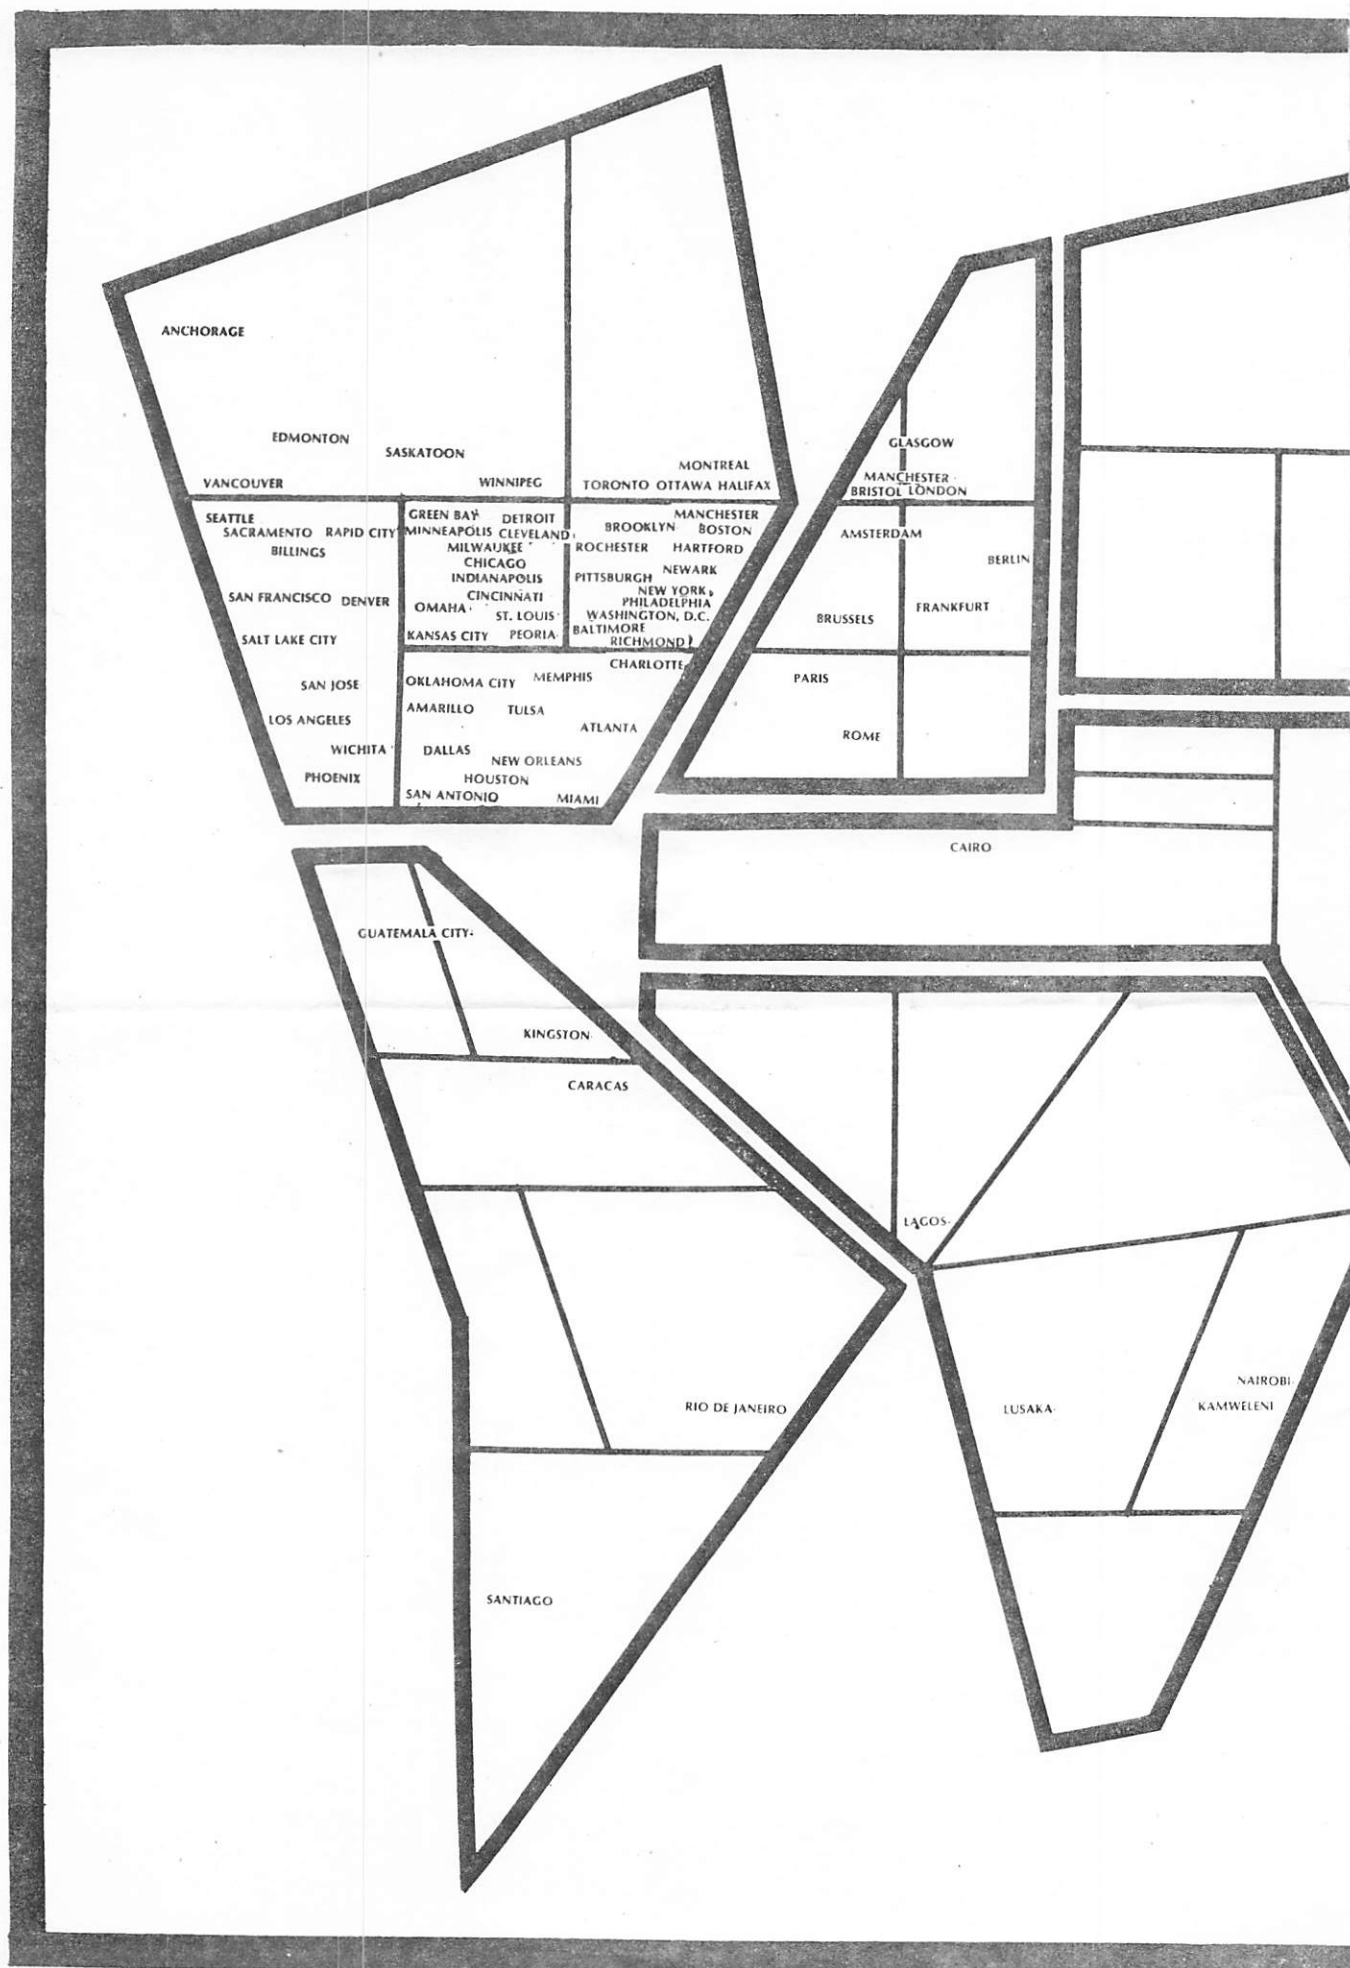 ANCHORAGE
EDMONTON
SASKATOON
VANCOUVER
WINNIPEG
MONTREAL
TORONTO OTTAWA HALIFAX
SEATTLE
SACRAMENTO
RAPID CITY
BILLINGS
SAN FRANCISCO
DENVER
SALT LAKE CITY
SAN JOSE
LOS ANGELES
WICHITA
PHOENIX
GREEN BAY
DETROIT
MINNEAPOLIS
CLEVELAND
MILWAUKEE
CHICAGO
INDIANAPOLIS
CINCINNATI
OMAHA
ST. LOUIS
KANSAS CITY
PEORIA
MANCHESTER
BROOKLYN
BOSTON
ROCHESTER
HARTFORD
NEWARK
PITTSBURGH
NEW YORK
PHILADELPHIA
WASHINGTON, D.C.
BALTIMORE
RICHMOND
CHARLOTTE
OKLAHOMA CITY
MEMPHIS
AMARILLO
TULSA
ATLANTA
DALLAS
NEW ORLEANS
HOUSTON
SAN ANTONIO
MIAMI
GLASGOW
MANCHESTER
BRISTOL LONDON
AMSTERDAM
BERLIN
BRUSSELS
FRANKFURT
PARIS
ROME
CAIRO
GUATEMALA CITY
KINGSTON
CARACAS
RIO DE JANEIRO
SANTIAGO
LAGOS
LUSAKA
NAIROBI
KAMWELENI